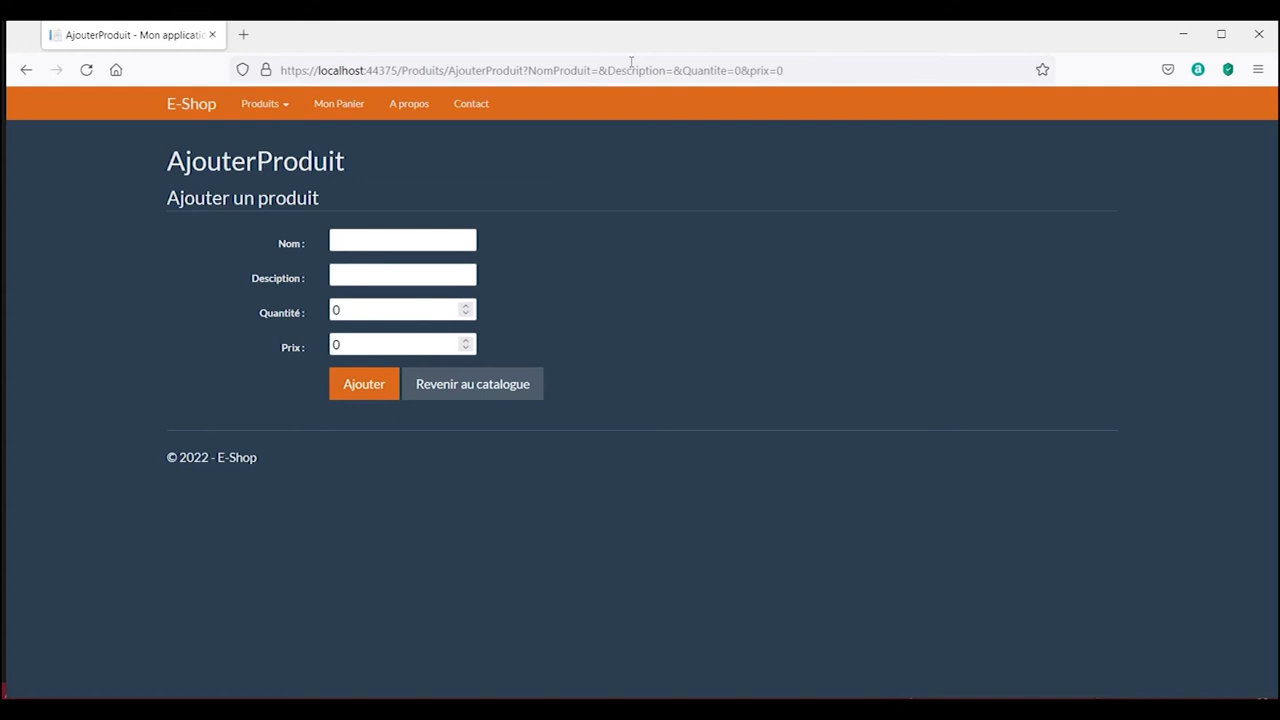 AjouterProduit - Mon applicatio
https://localhost:44375/Produits/AjouterProduit?NomProduit=&Description=&Quantite=0&prix=0
E-Shop Produits Mon Panier A propos Contact
AjouterProduit
Ajouter un produit
Nom :
Desciption :
Quantité : 0
Prix : 0
Ajouter Revenir au catalogue
© 2022 - E-Shop